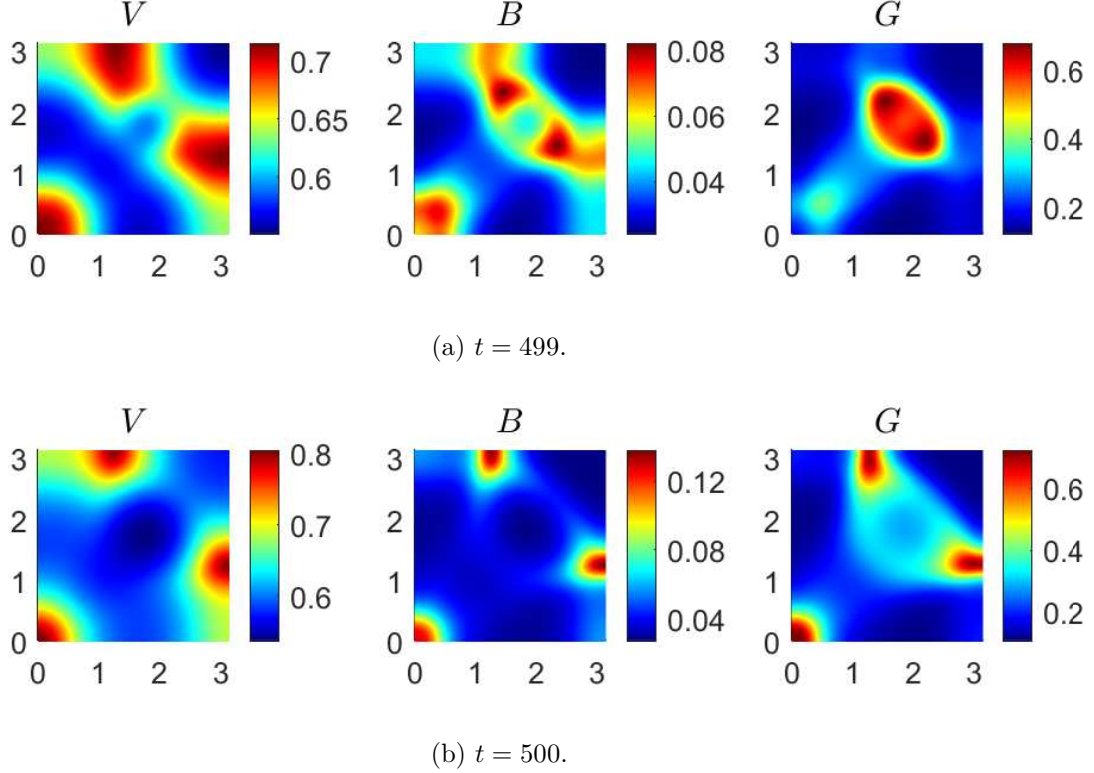 V B G
3 0.7 3 0.08 3 0.6
2 0.65 2 0.06 2 0.4
1 0.6 1 0.04 1 0.2
0 0 0
0 1 2 3 0 1 2 3 0 1 2 3
(a) t = 499.
V B G
3 0.8 3 0.12 3 0.6
2 0.7 2 0.08 2 0.4
1 0.6 1 0.04 1 0.2
0 0 0
0 1 2 3 0 1 2 3 0 1 2 3
(b) t = 500.